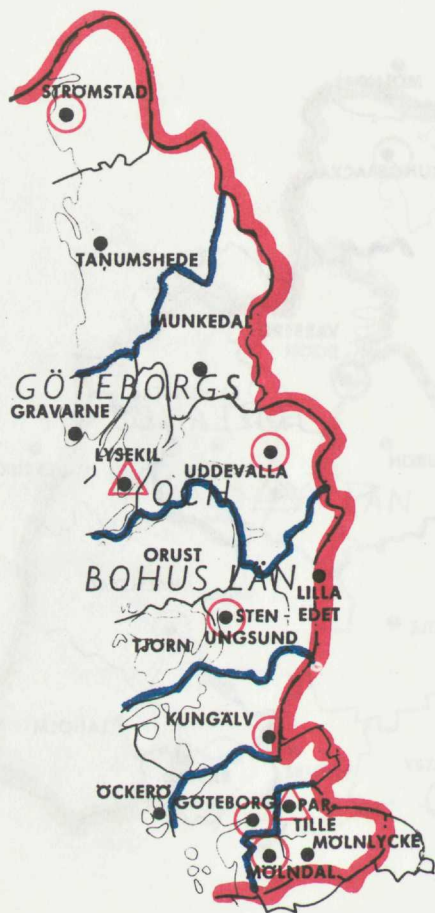 STRÖMSTAD
TANUMSHEDE
MUNKEDAL
GÖTEBORGS
GRAVARNE
LYSEKIL
UDDEVALLA
OCH
ORUST
BOHUS LÄN
LILLA
EDET
STEN-
UNGSUND
TJÖRN
KUNGÄLV
ÖCKERÖ
GÖTEBORG
PAR-
TILLE
MÖLNLYCKE
MÖLNDAL